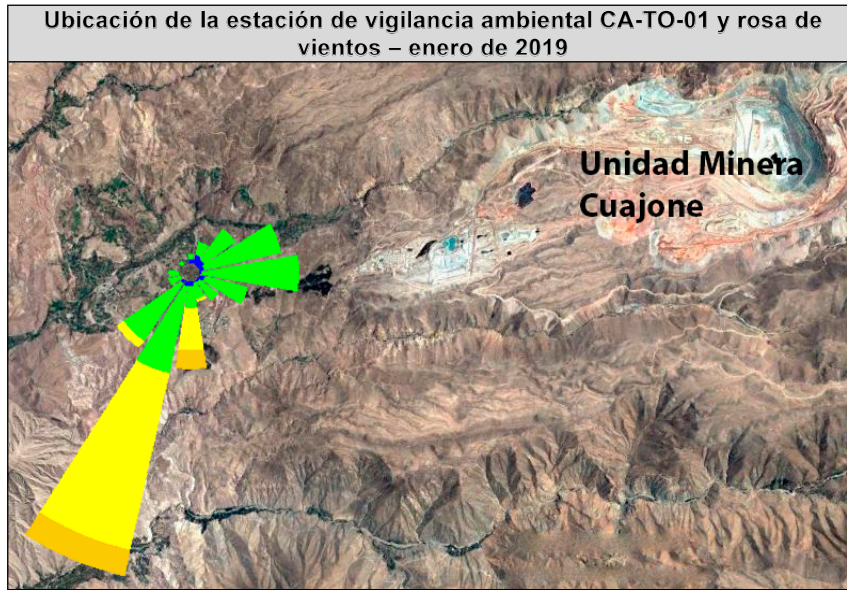 Ubicación de la estación de vigilancia ambiental CA-TO-01 y rosa de
vientos – enero de 2019
Unidad Minera
Cuajone